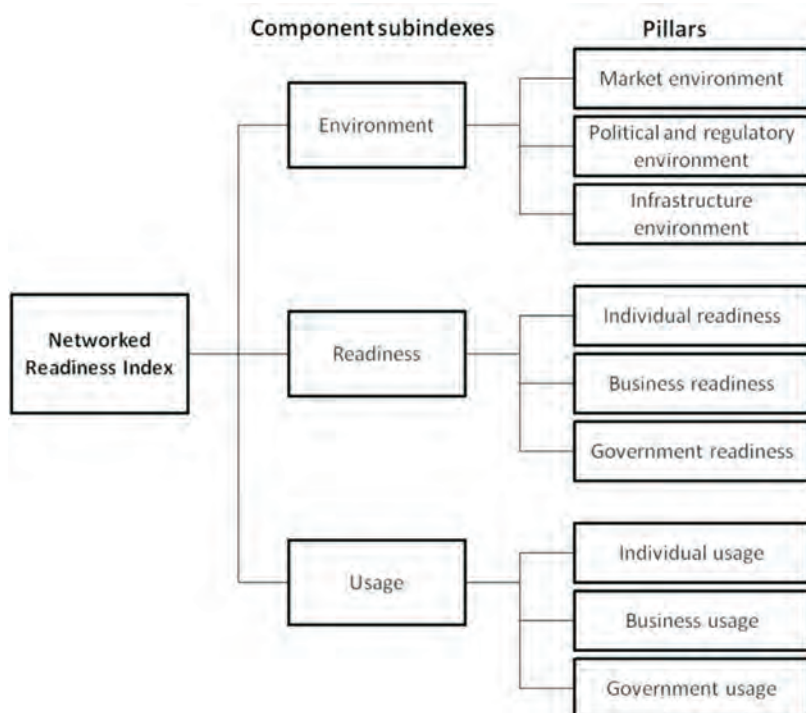 Component subindexes
Pillars
Market environment
Environment
Political and regulatory
environment
Infrastructure
environment
Networked
Readiness Index
Readiness
Individual readiness
Business readiness
Government readiness
Usage
Individual usage
Business usage
Government usage